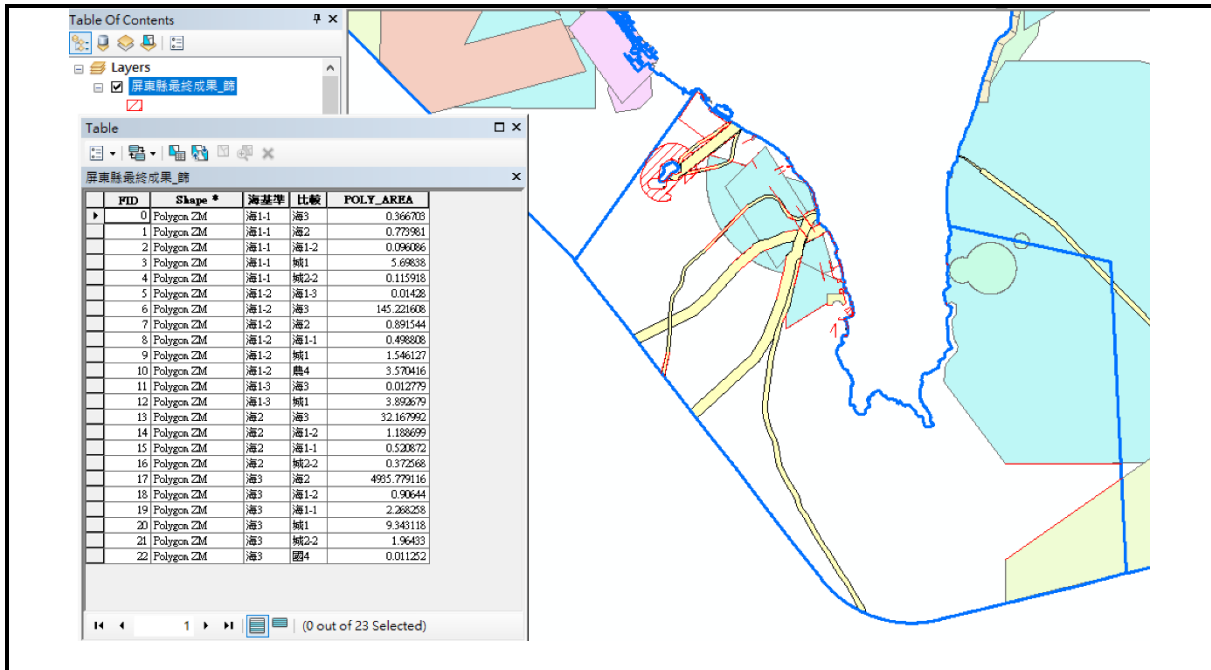 Table Of Contents
Layers
屏東縣最終成果_篩
Table
屏東縣最終成果_篩
FID Shape * 海基準 比較 POLY_AREA
0 Polygon ZM 海1-1 海3 0.366703
1 Polygon ZM 海1-1 海2 0.773981
2 Polygon ZM 海1-1 海1-2 0.096086
3 Polygon ZM 海1-1 城1 5.69838
4 Polygon ZM 海1-1 城2-2 0.115918
5 Polygon ZM 海1-2 海1-3 0.01428
6 Polygon ZM 海1-2 海3 145.221608
7 Polygon ZM 海1-2 海2 0.891544
8 Polygon ZM 海1-2 海1-1 0.498808
9 Polygon ZM 海1-2 城1 1.546127
10 Polygon ZM 海1-2 農4 3.570416
11 Polygon ZM 海1-3 海3 0.012779
12 Polygon ZM 海1-3 城1 3.892679
13 Polygon ZM 海2 海3 32.167992
14 Polygon ZM 海2 海1-2 1.188699
15 Polygon ZM 海2 海1-1 0.520872
16 Polygon ZM 海2 城2-2 0.372568
17 Polygon ZM 海3 海2 4935.779116
18 Polygon ZM 海3 海1-2 0.90644
19 Polygon ZM 海3 海1-1 2.268258
20 Polygon ZM 海3 城1 9.343118
21 Polygon ZM 海3 城2-2 1.96433
22 Polygon ZM 海3 國4 0.011252
1 (0 out of 23 Selected)